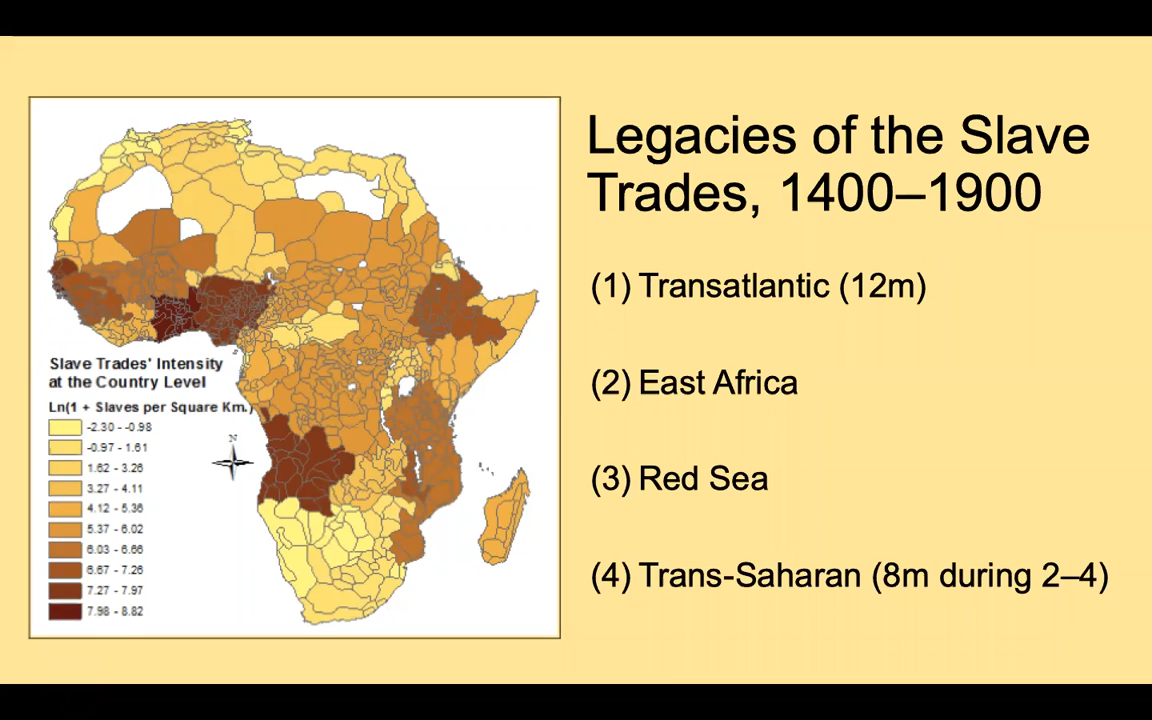 Legacies of the Slave
Trades, 1400–1900
(1) Transatlantic (12m)
(2) East Africa
(3) Red Sea
(4) Trans-Saharan (8m during 2–4)
Slave Trades' Intensity
at the Country Level
Ln(1 + Slaves per Square Km.)
-2.30 - -0.98
-0.97 - 1.61
1.62 - 3.26
3.27 - 4.11
4.12 - 5.36
5.37 - 6.02
6.03 - 6.66
6.67 - 7.26
7.27 - 7.97
7.98 - 8.82
N